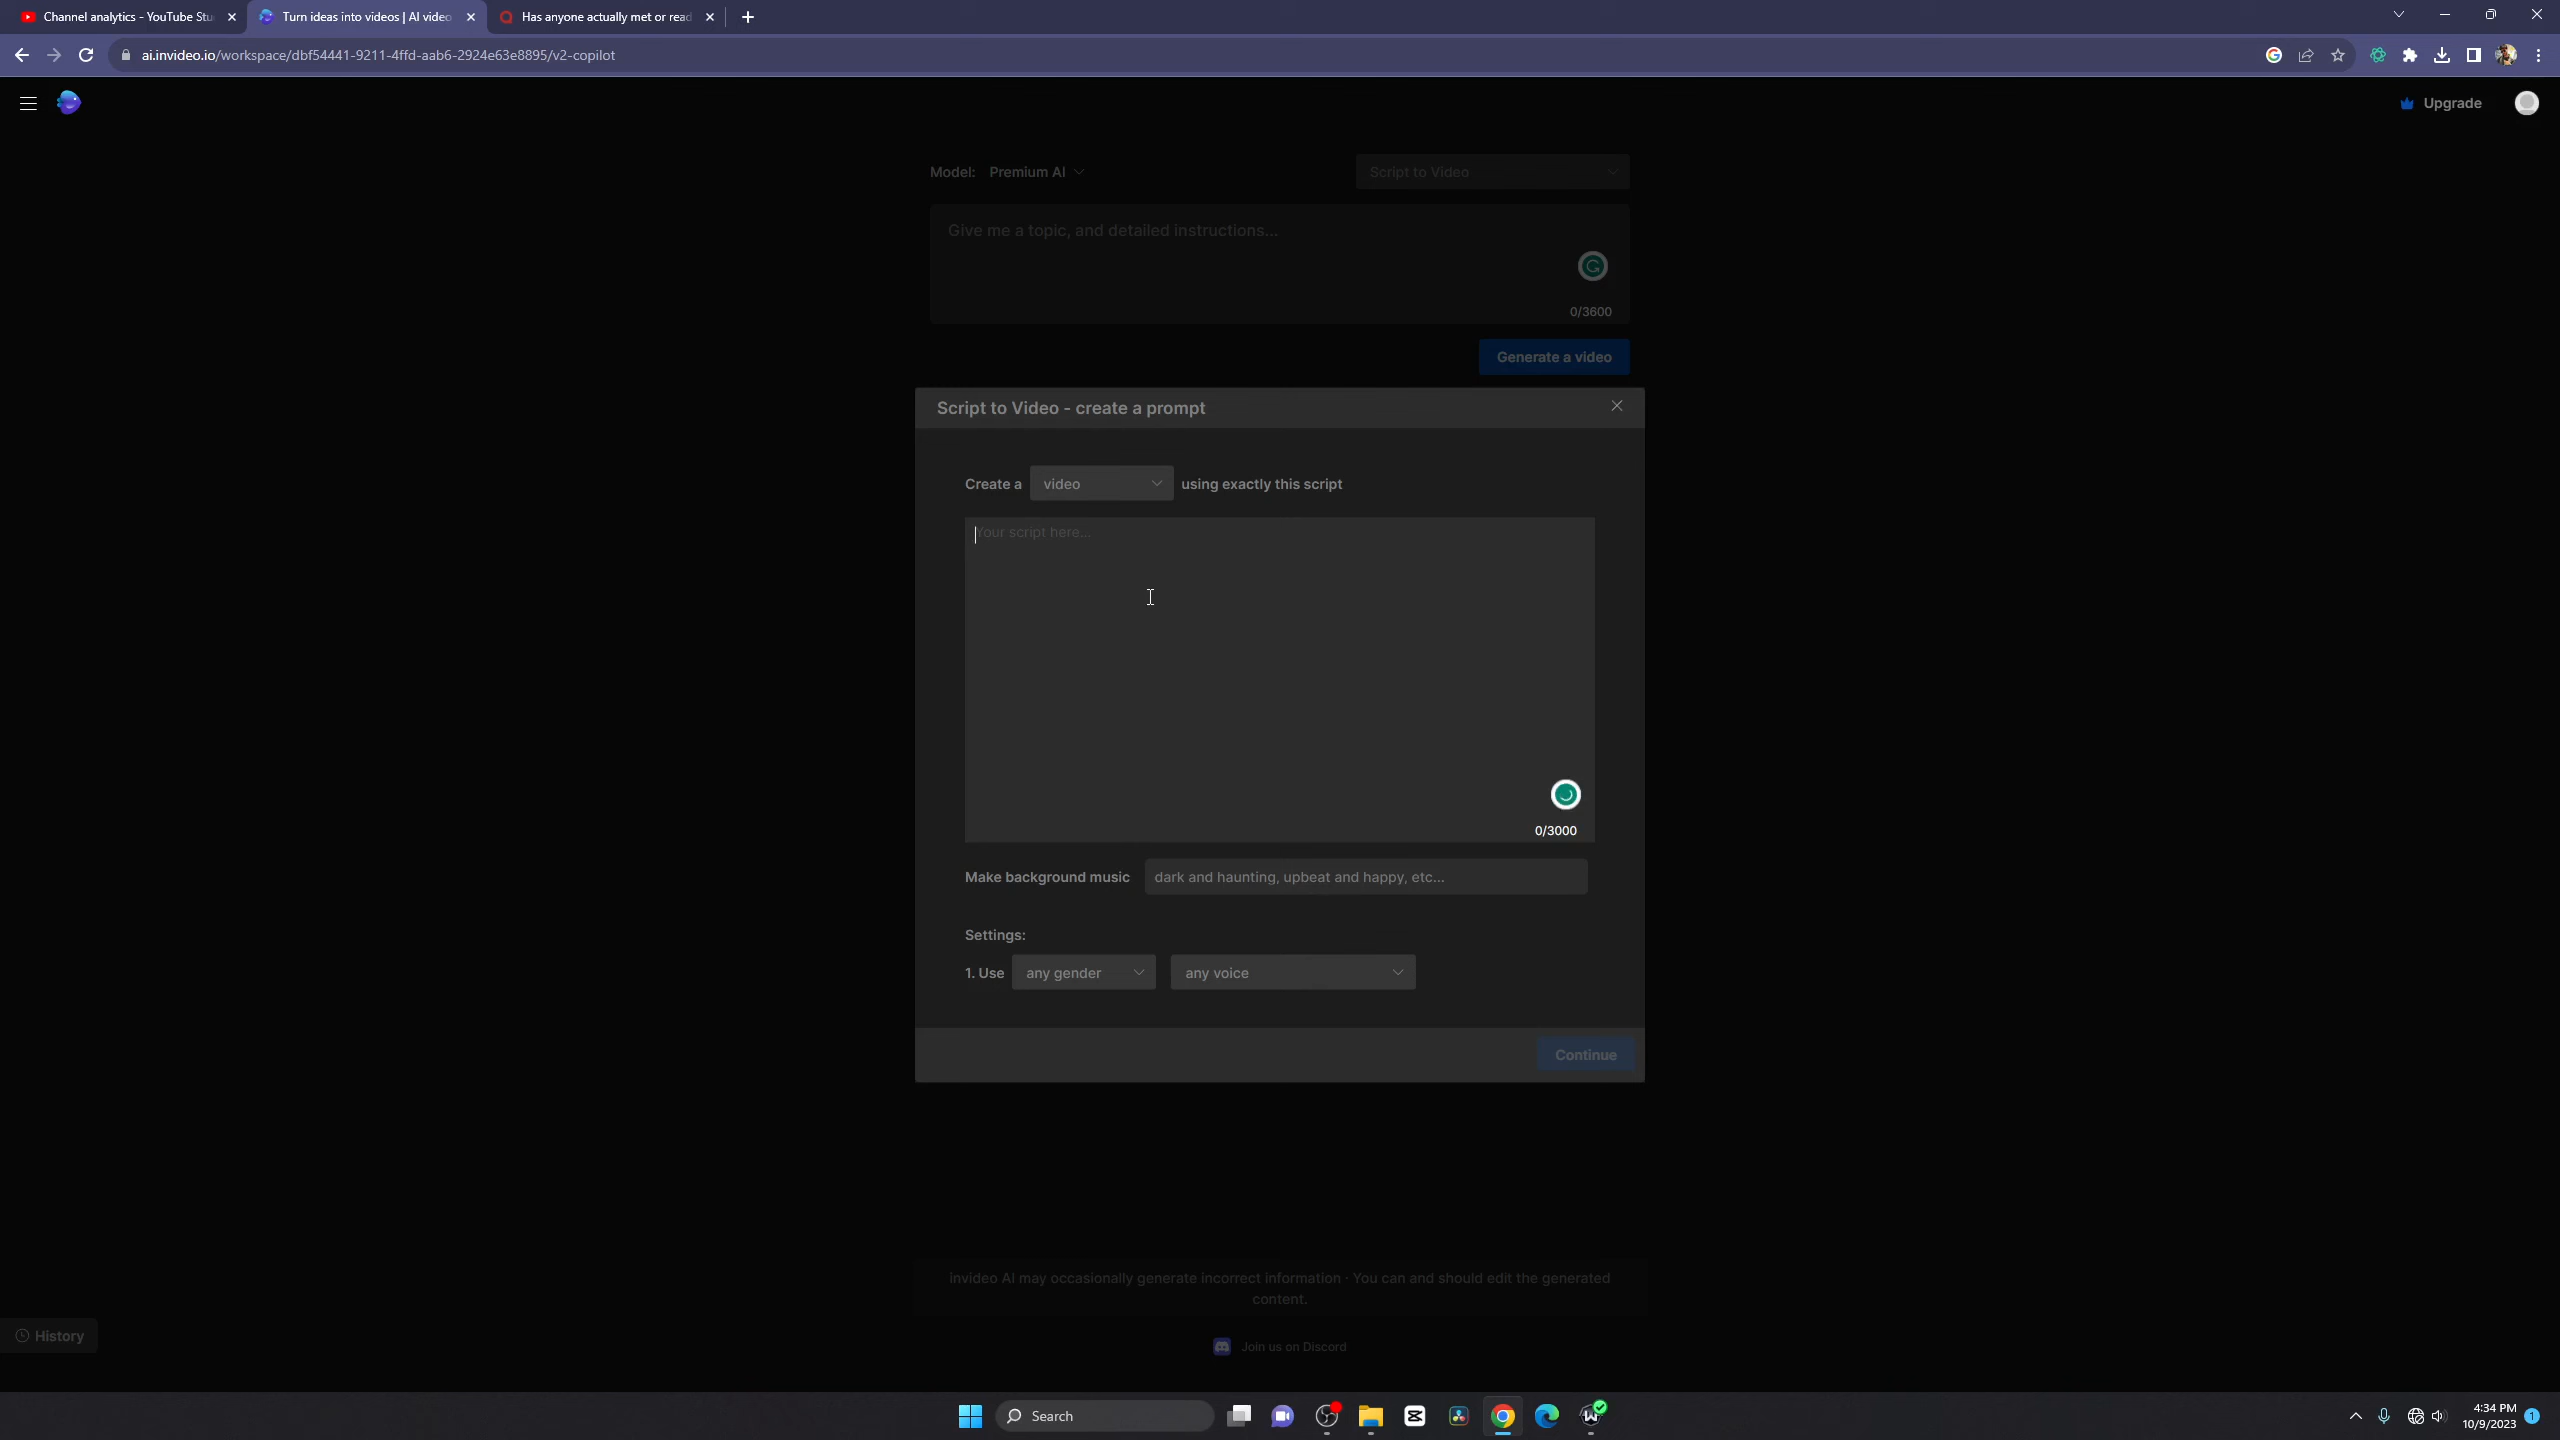 Channel analytics - YouTube Stu
Turn ideas into videos | AI video
Has anyone actually met or read
ai.invideo.io/workspace/dbf54441-9211-4ffd-aab6-2924e63e8895/v2-copilot
Upgrade
Model: Premium AI
Script to Video
Give me a topic, and detailed instructions...
0/3600
Generate a video
Script to Video - create a prompt
Create a video using exactly this script
Your script here...
0/3000
Make background music dark and haunting, upbeat and happy, etc...
Settings:
1. Use any gender any voice
Continue
invideo AI may occasionally generate incorrect information · You can and should edit the generated
content.
History
Join us on Discord
Search
4:34 PM
10/9/2023
1